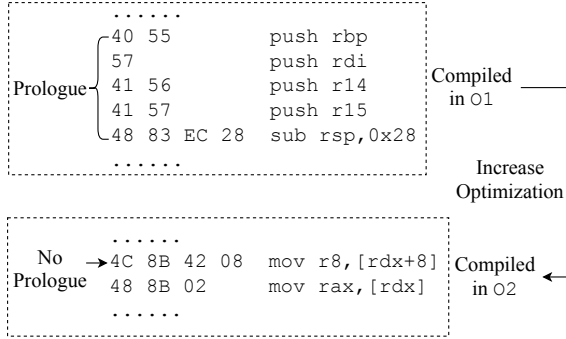 ......
40 55 push rbp
57 push rdi
Prologue 41 56 push r14
41 57 push r15
48 83 EC 28 sub rsp,0x28
......
Compiled
in O1
Increase
Optimization
......
No
Prologue
4C 8B 42 08 mov r8,[rdx+8]
48 8B 02 mov rax,[rdx]
......
Compiled
in O2